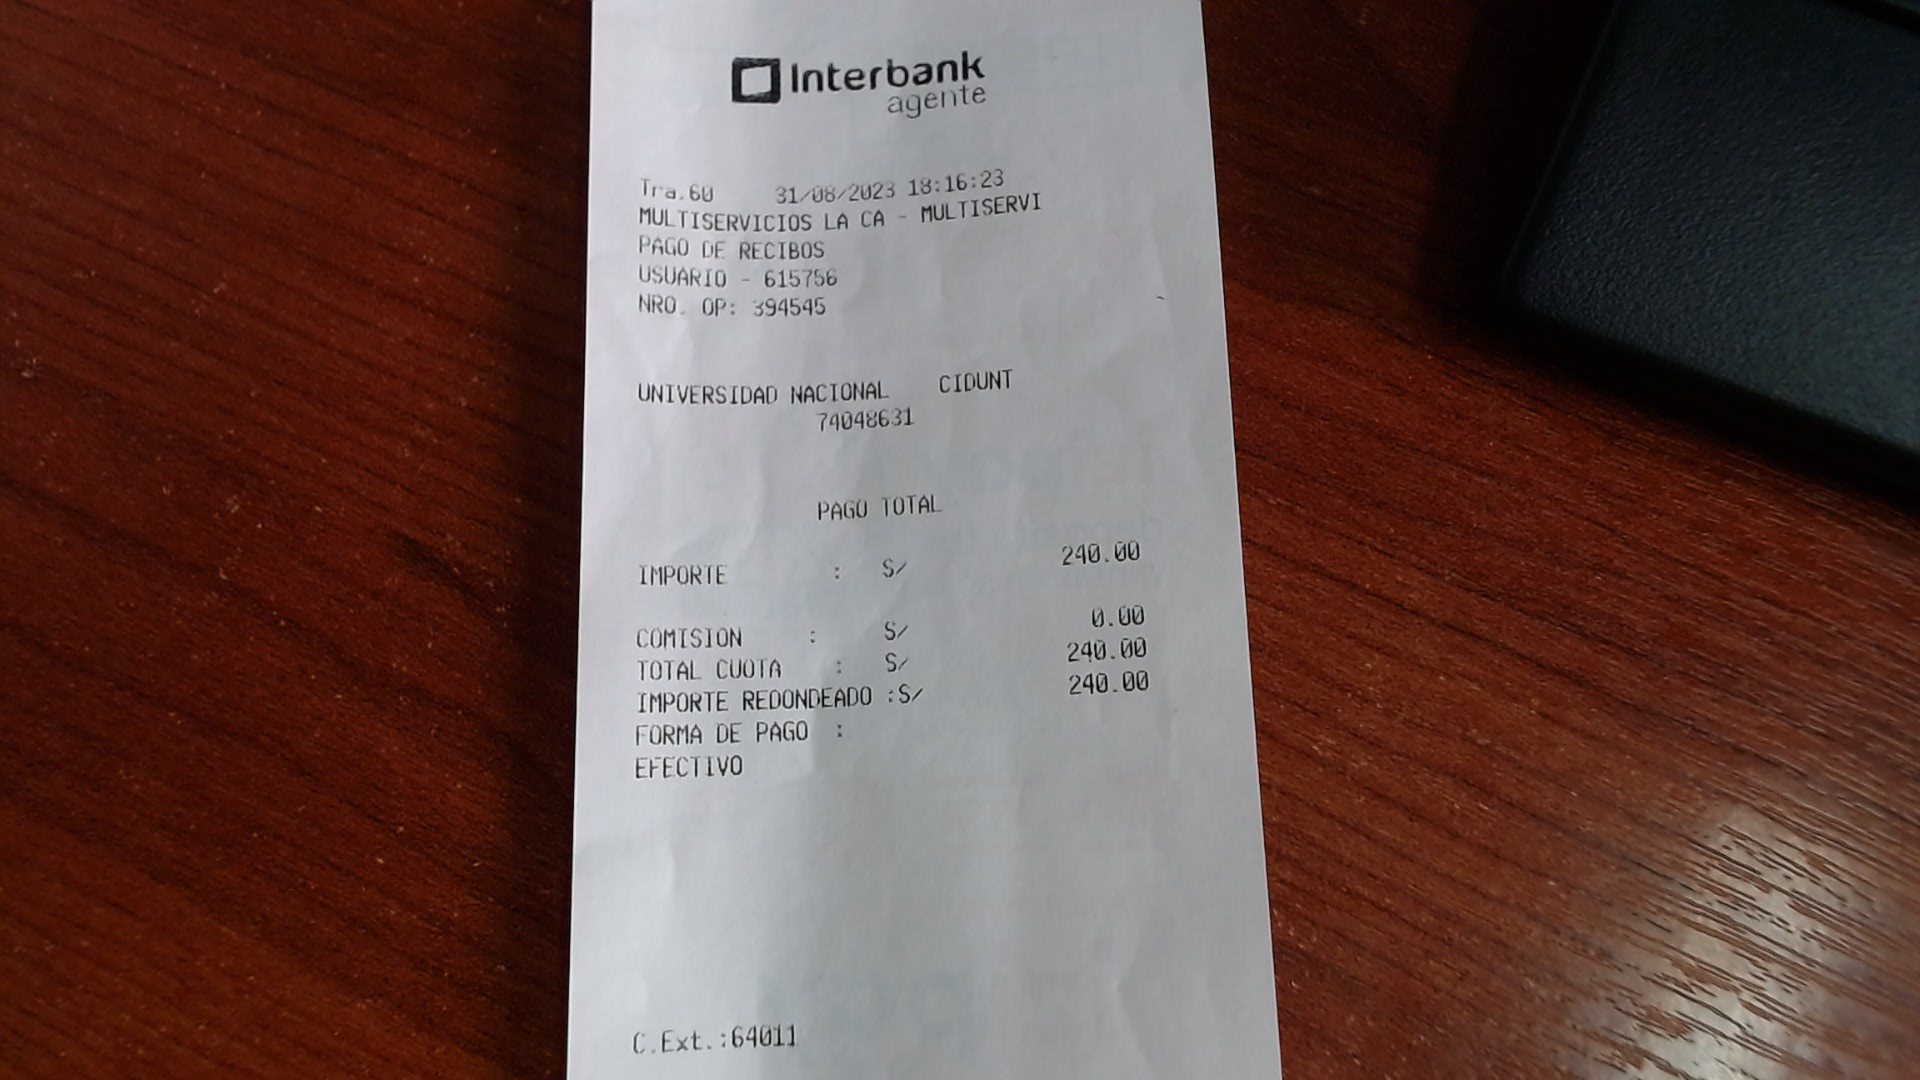 Interbank
agente
Tra.60 31/08/2023 18:16:23
MULTISERVICIOS LA CA - MULTISERVI
PAGO DE RECIBOS
USUARIO - 615756
NRO. OP: 394545
UNIVERSIDAD NACIONAL CIDUNT
74048631
PAGO TOTAL
IMPORTE : S/ 240.00
COMISION : S/ 0.00
TOTAL CUOTA : S/ 240.00
IMPORTE REDONDEADO :S/ 240.00
FORMA DE PAGO :
EFECTIVO
C.Ext.:64011